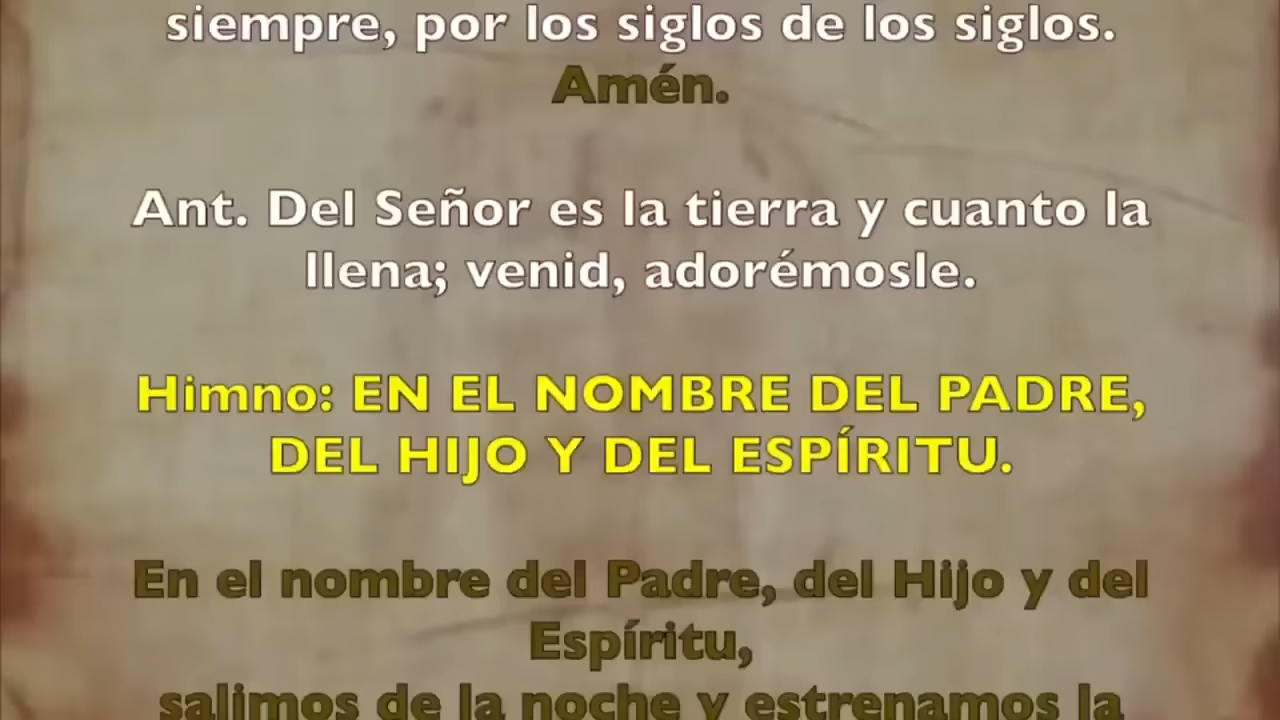 siempre, por los siglos de los siglos.
Amén.
Ant. Del Señor es la tierra y cuanto la
llena; venid, adorémosle.
Himno: EN EL NOMBRE DEL PADRE,
DEL HIJO Y DEL ESPÍRITU.
En el nombre del Padre, del Hijo y del
Espíritu,
salimos de la noche y estrenamos la